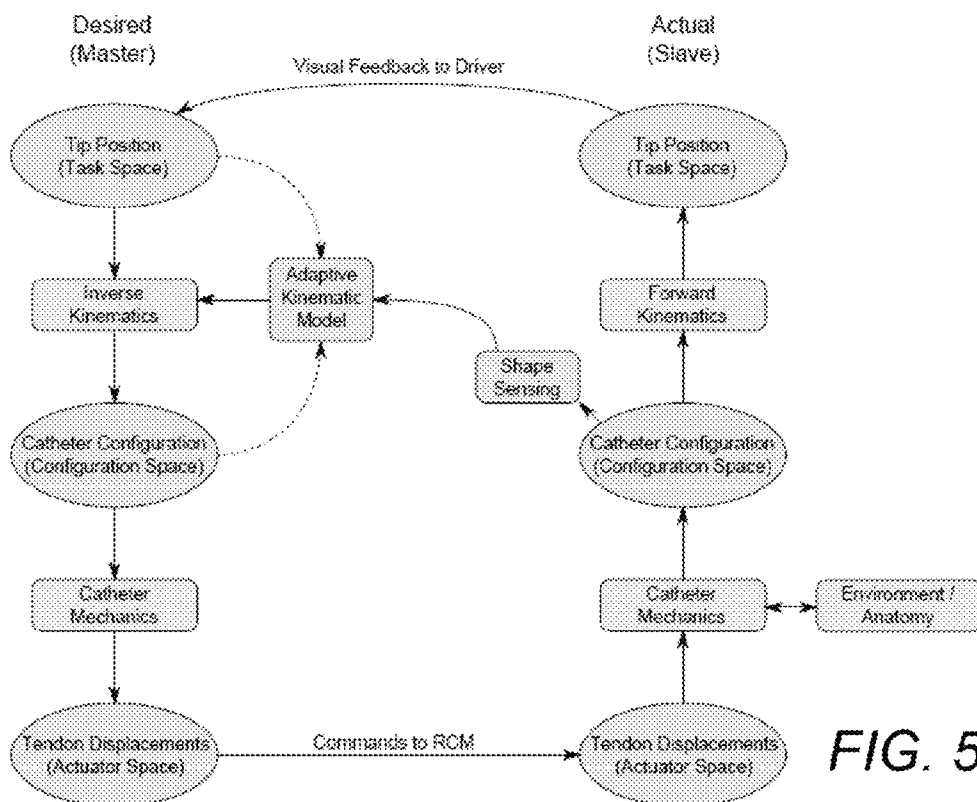 Desired
(Master)
Actual
(Slave)
Visual Feedback to Driver
Tip Position
(Task Space)
Tip Position
(Task Space)
Inverse
Kinematics
Adaptive
Kinematic
Model
Forward
Kinematics
Shape
Sensing
Catheter Configuration
(Configuration Space)
Catheter Configuration
(Configuration Space)
Catheter
Mechanics
Catheter
Mechanics
Environment /
Anatomy
Tendon Displacements
(Actuator Space)
Commands to RCM
Tendon Displacements
(Actuator Space)
FIG. 5